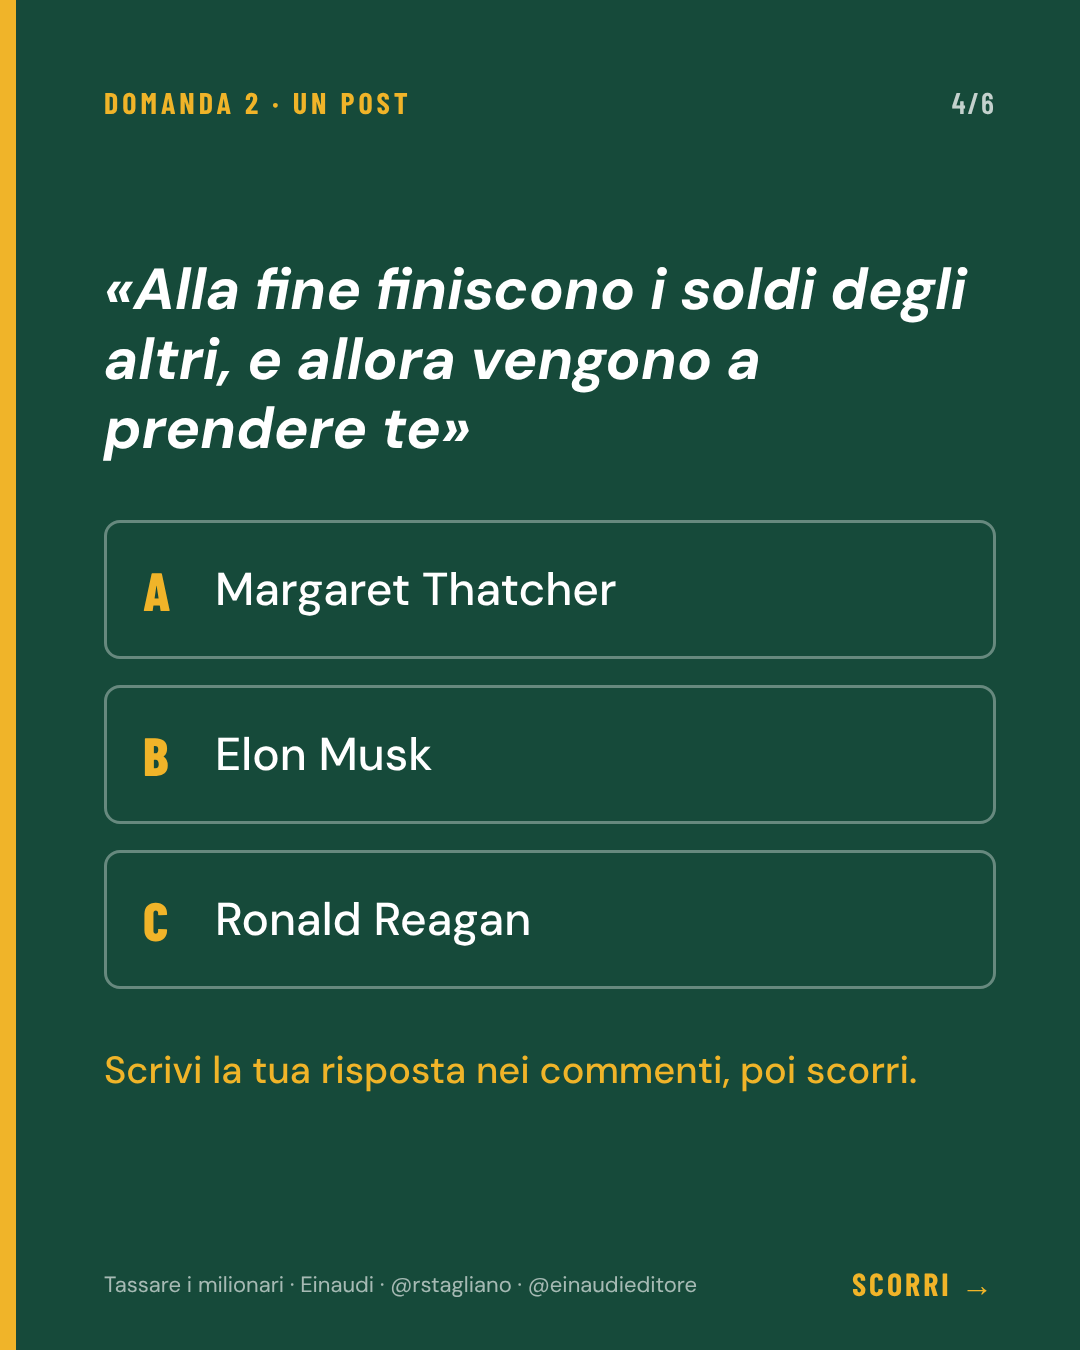 DOMANDA 2 · UN POST
4/6
«Alla fine finiscono i soldi degli
altri, e allora vengono a
prendere te»
A Margaret Thatcher
B Elon Musk
C Ronald Reagan
Scrivi la tua risposta nei commenti, poi scorri.
Tassare i milionari · Einaudi · @rstagliano · @einaudieditore
SCORRI →